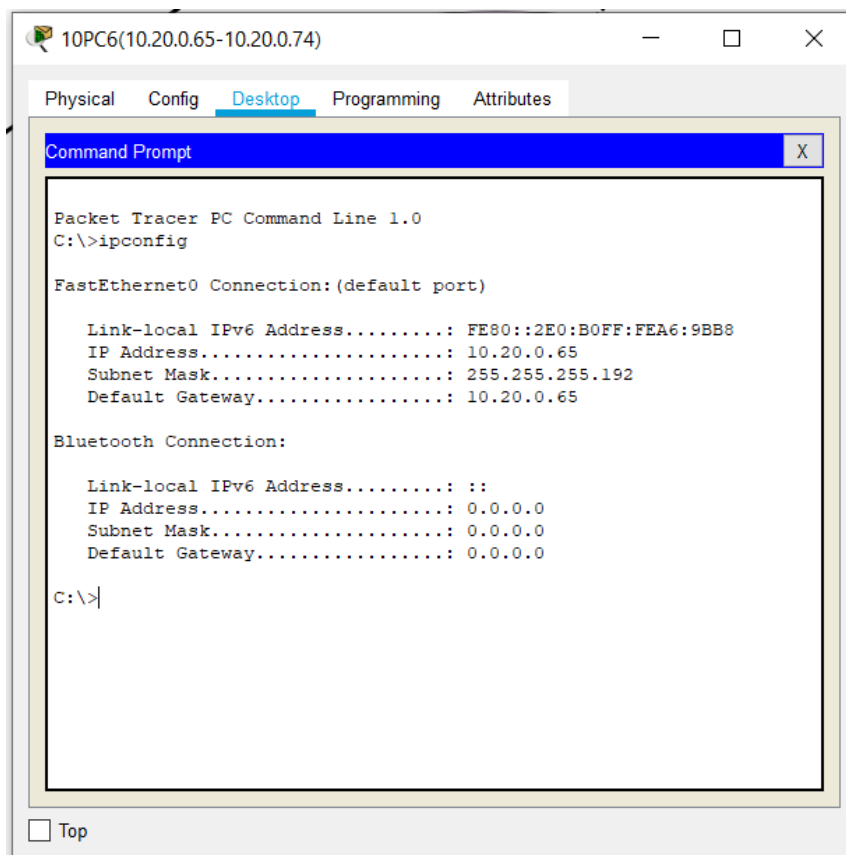 10PC6(10.20.0.65-10.20.0.74)
Physical Config Desktop Programming Attributes
Command Prompt X
Packet Tracer PC Command Line 1.0
C:\>ipconfig
FastEthernet0 Connection:(default port)
Link-local IPv6 Address.........: FE80::2E0:B0FF:FEA6:9BB8
IP Address......................: 10.20.0.65
Subnet Mask.....................: 255.255.255.192
Default Gateway.................: 10.20.0.65
Bluetooth Connection:
Link-local IPv6 Address.........: ::
IP Address......................: 0.0.0.0
Subnet Mask.....................: 0.0.0.0
Default Gateway.................: 0.0.0.0
C:\>
Top